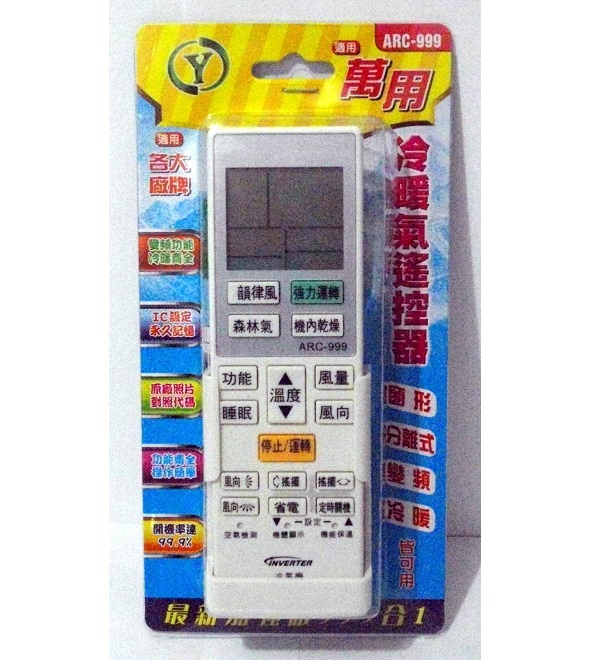 Y
ARC-999
適用
萬用
冷暖氣遙控器
適用
各大
廠牌
變頻功能
冷暖齊全
IC設定
永久記憶
原廠照片
對照代碼
功能齊全
操作簡單
開機率達
99.9%
韻律風 強力運轉
森林氣 機內乾燥
ARC-999
功能 溫度 風量
睡眠 風向
停止/運轉
風向 搖擺 搖擺
風向 省電 定時關機
設定
空氣檢測 機體顯示 機能保溫
INVERTER
形
分離式
變頻
冷暖
皆可用
最新加強版 合1